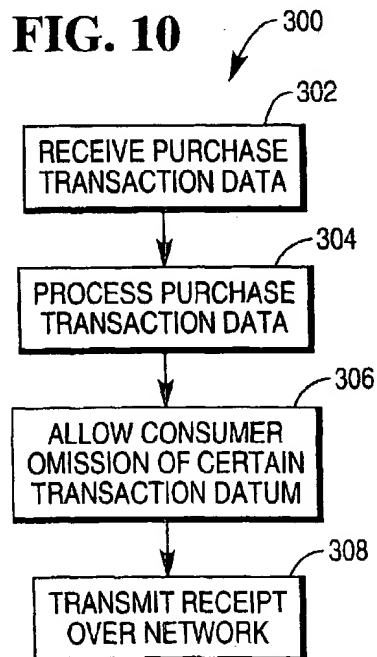 FIG. 10
300
302
RECEIVE PURCHASE
TRANSACTION DATA
304
PROCESS PURCHASE
TRANSACTION DATA
306
ALLOW CONSUMER
OMISSION OF CERTAIN
TRANSACTION DATUM
308
TRANSMIT RECEIPT
OVER NETWORK